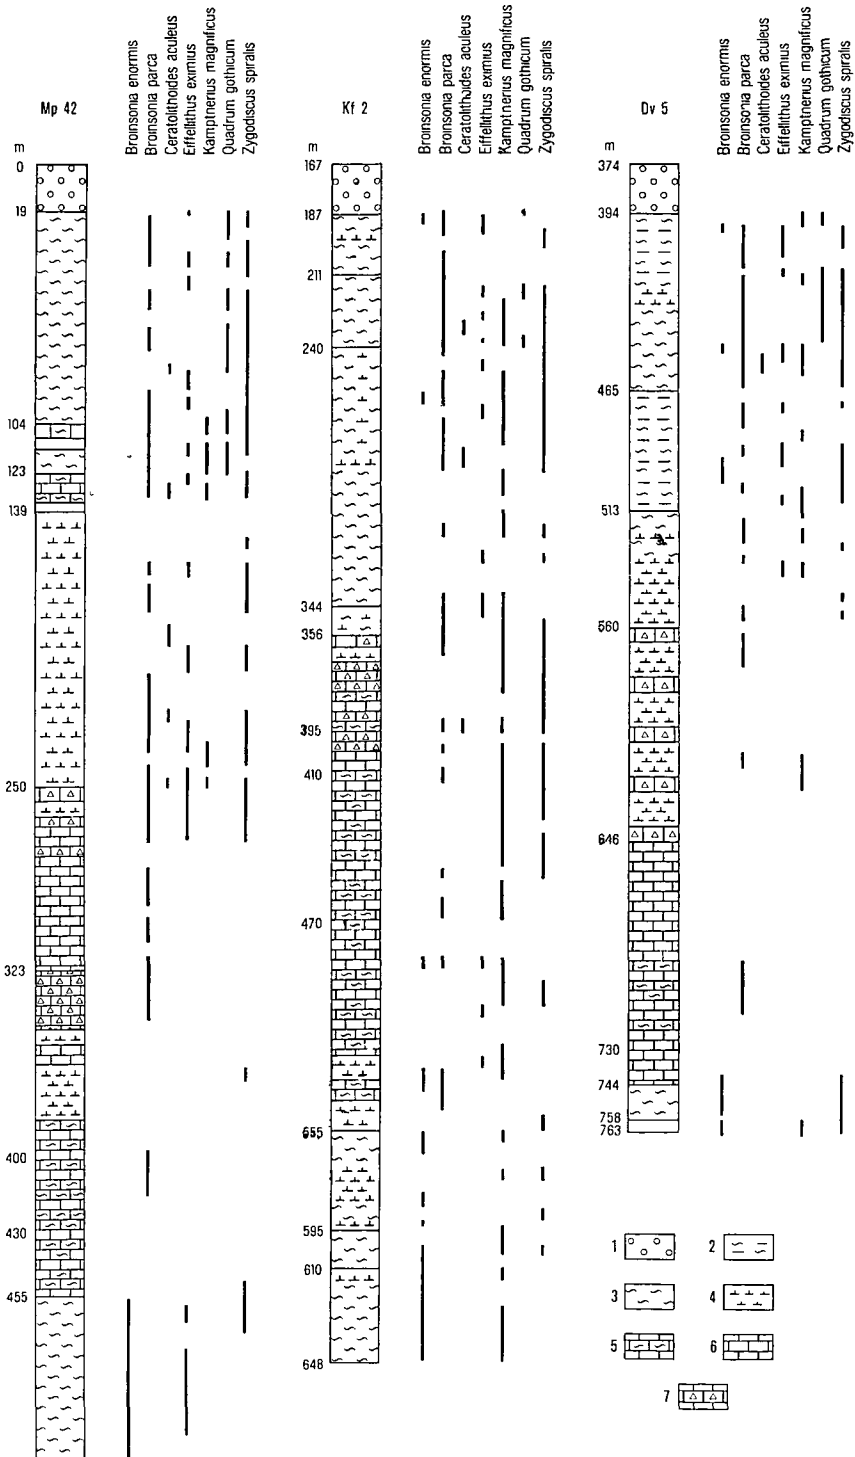 Mp 42
m
Broinsonia enormis
Broinsonia parca
Ceratolithoides aculeus
Eiffellithus eximius
Kamptnerius magnificus
Quadrum gothicum
Zygodiscus spiralis
0
19
104
123
139
250
323
400
430
455
Kf 2
m
Broinsonia enormis
Broinsonia parca
Ceratolithoides aculeus
Eiffellithus eximius
Kamptnerius magnificus
Quadrum gothicum
Zygodiscus spiralis
167
187
211
240
344
356
395
410
470
655
595
610
648
Dv 5
m
Broinsonia enormis
Broinsonia parca
Ceratolithoides aculeus
Eiffellithus eximius
Kamptnerius magnificus
Quadrum gothicum
Zygodiscus spiralis
374
394
465
513
560
646
730
744
758
763
1
2
3
4
5
6
7